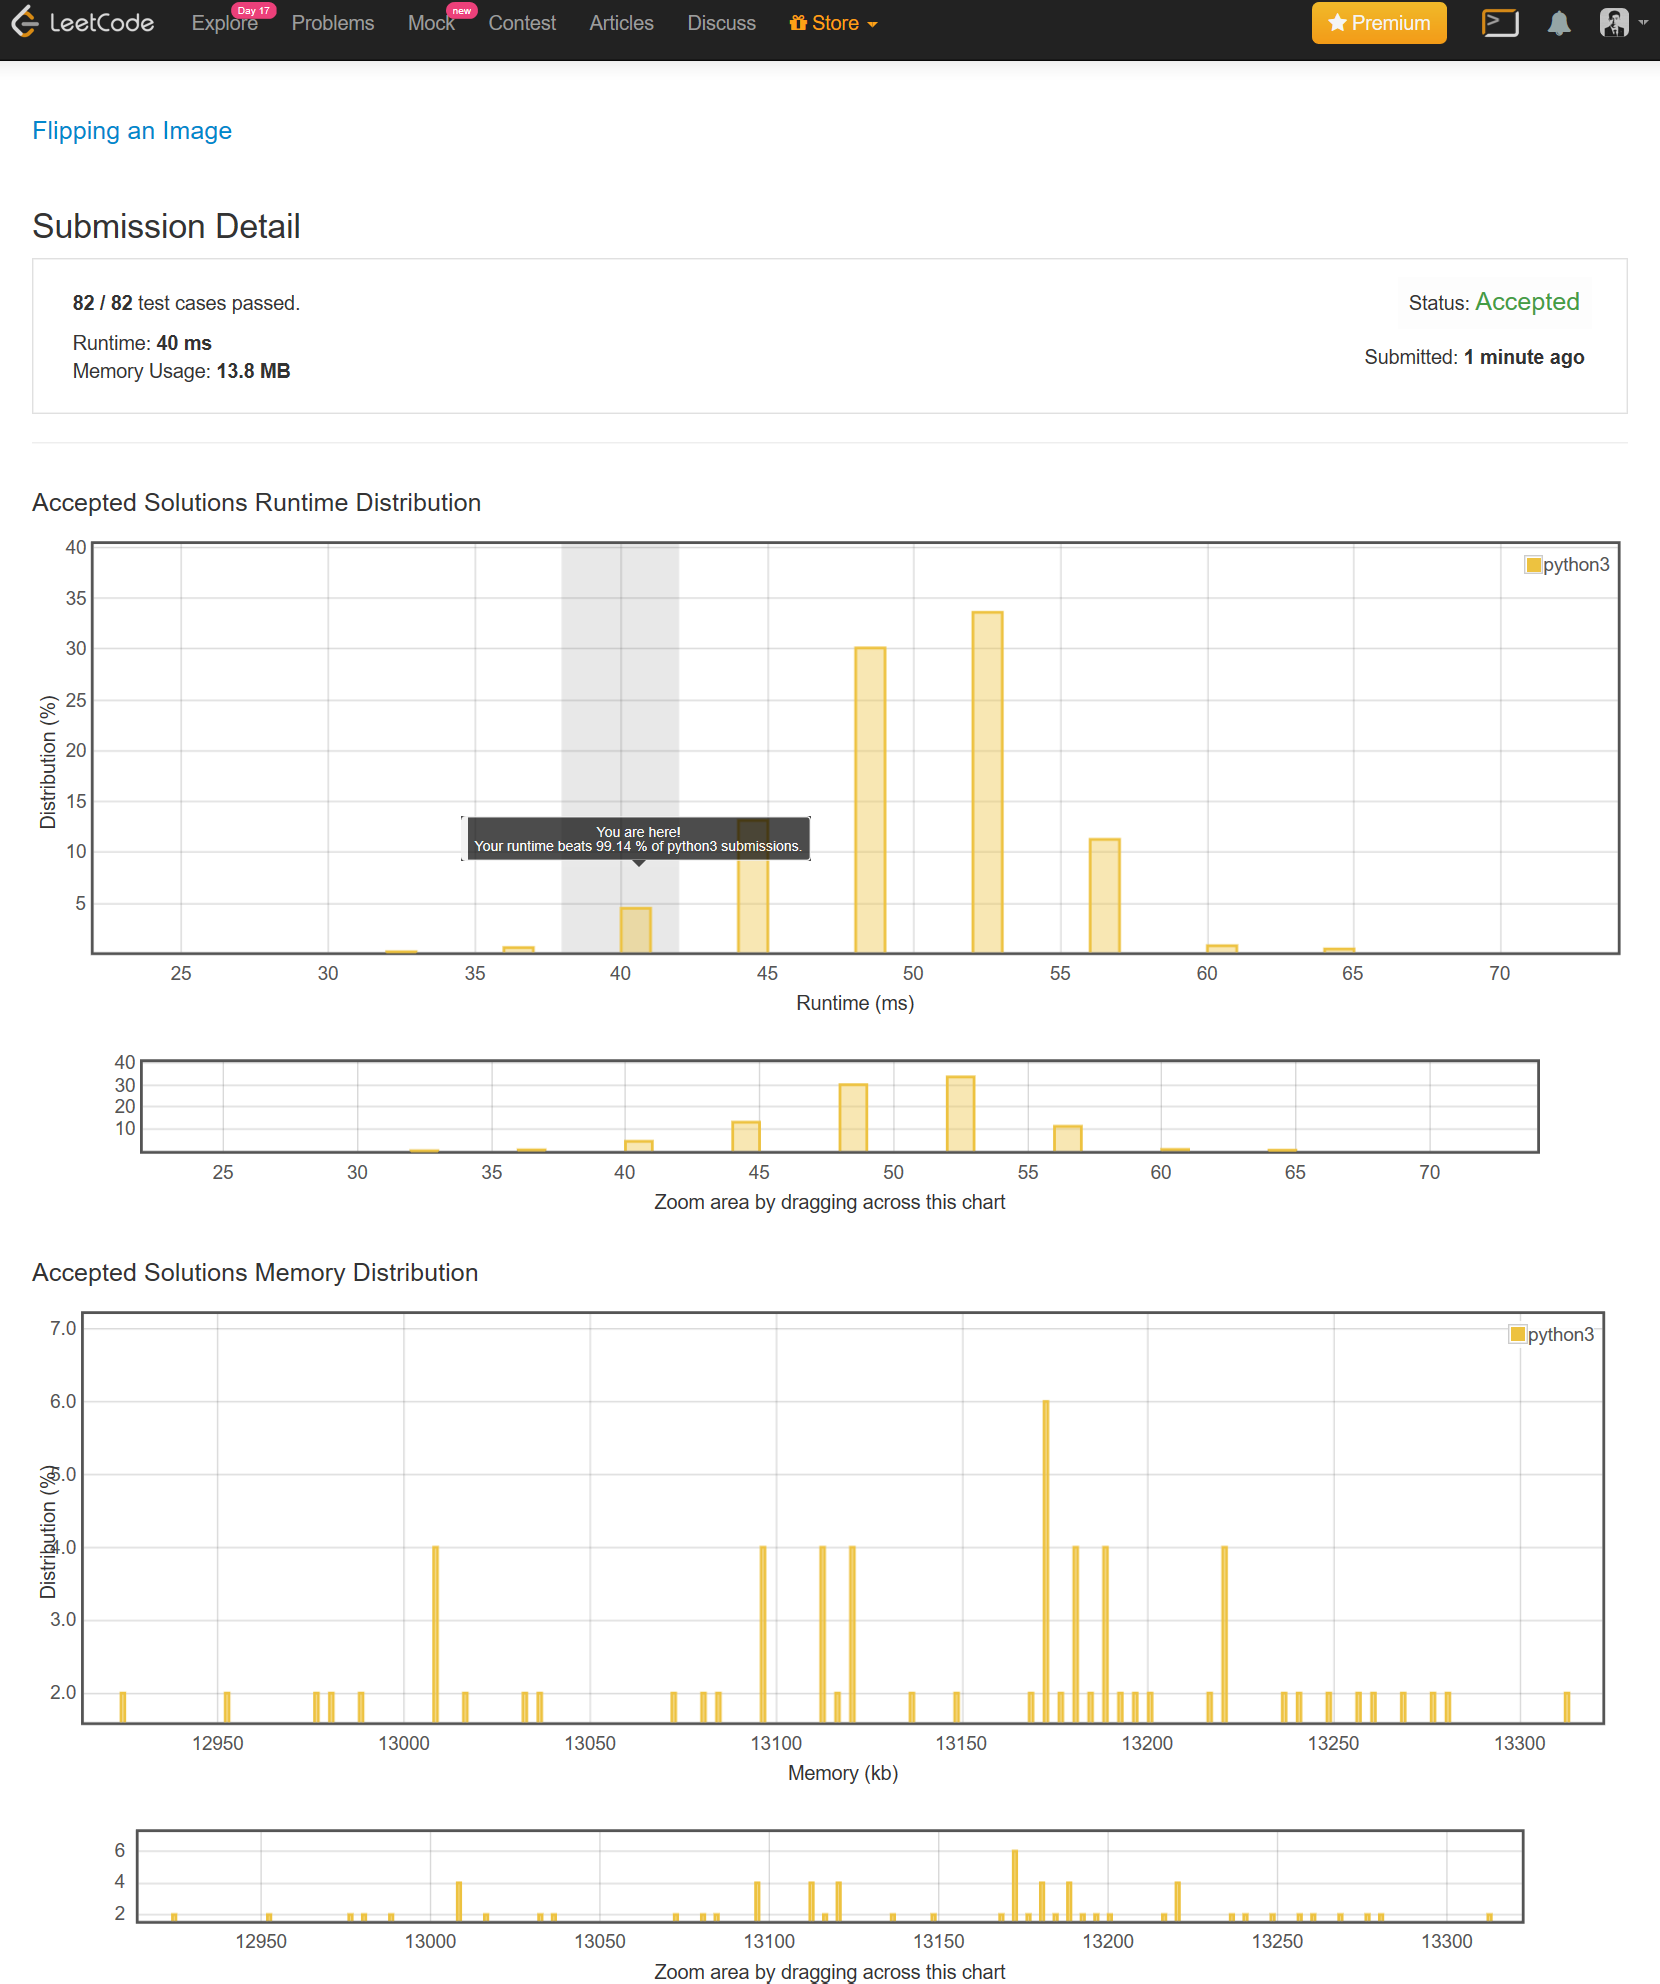 LeetCode Explore Day 17 Problems Mock new Contest Articles Discuss Store Premium
Flipping an Image
Submission Detail
82 / 82 test cases passed.
Status: Accepted
Runtime: 40 ms
Submitted: 1 minute ago
Memory Usage: 13.8 MB
Accepted Solutions Runtime Distribution
40
35
30
25
20
15
10
5
Distribution (%)
python3
You are here!
Your runtime beats 99.14 % of python3 submissions.
25 30 35 40 45 50 55 60 65 70
Runtime (ms)
40
30
20
10
25 30 35 40 45 50 55 60 65 70
Zoom area by dragging across this chart
Accepted Solutions Memory Distribution
7.0
6.0
5.0
4.0
3.0
2.0
Distribution (%)
python3
12950 13000 13050 13100 13150 13200 13250 13300
Memory (kb)
6
4
2
12950 13000 13050 13100 13150 13200 13250 13300
Zoom area by dragging across this chart